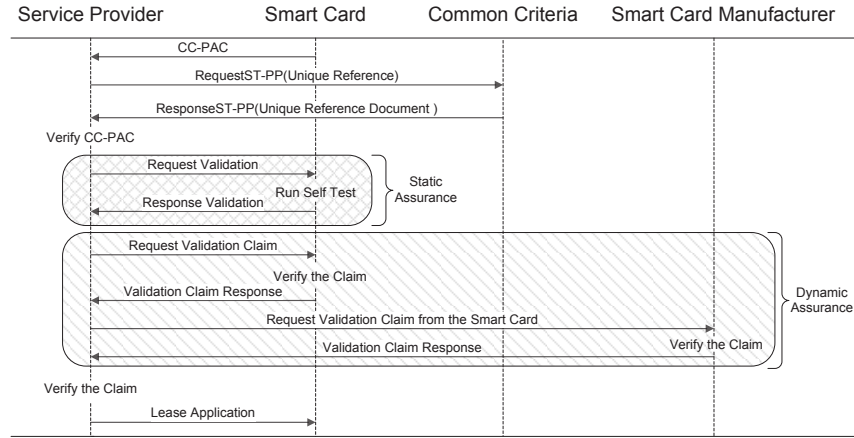 Service Provider
Smart Card
Common Criteria
Smart Card Manufacturer
CC-PAC
RequestST-PP(Unique Reference)
ResponseST-PP(Unique Reference Document )
Verify CC-PAC
Request Validation
Run Self Test
Response Validation
Static
Assurance
Request Validation Claim
Verify the Claim
Validation Claim Response
Request Validation Claim from the Smart Card
Verify the Claim
Validation Claim Response
Dynamic
Assurance
Verify the Claim
Lease Application